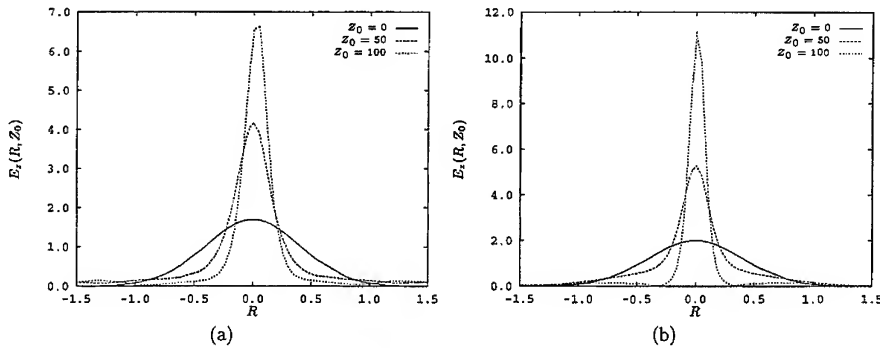 7.0
6.0
5.0
4.0
3.0
2.0
1.0
0.0
E_x(R, Z_0)
Z_0 = 0
Z_0 = 50
Z_0 = 100
-1.5 -1.0 -0.5 0.0 0.5 1.0 1.5
R
(a)
12.0
10.0
8.0
6.0
4.0
2.0
0.0
E_x(R, Z_0)
Z_0 = 0
Z_0 = 50
Z_0 = 100
-1.5 -1.0 -0.5 0.0 0.5 1.0 1.5
R
(b)